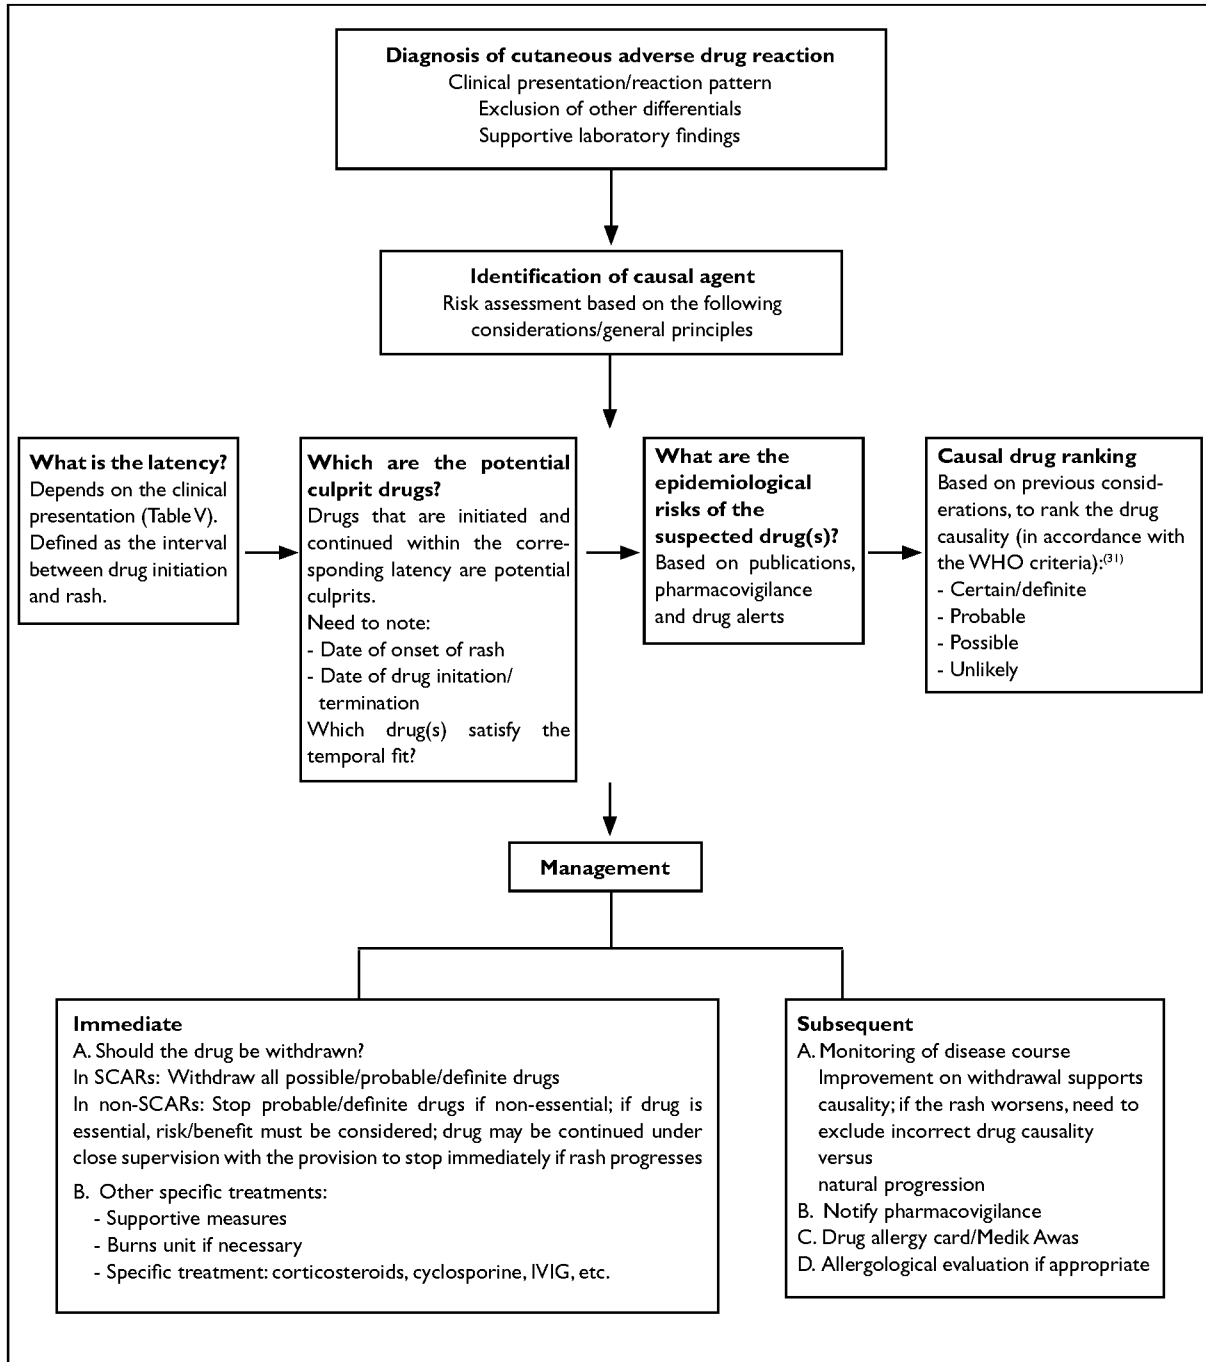 Diagnosis of cutaneous adverse drug reaction
Clinical presentation/reaction pattern
Exclusion of other differentials
Supportive laboratory findings
Identification of causal agent
Risk assessment based on the following
considerations/general principles
What is the latency?
Depends on the clinical
presentation (Table V).
Defined as the interval
between drug initiation
and rash.
Which are the potential
culprit drugs?
Drugs that are initiated and
continued within the corre-
sponding latency are potential
culprits.
Need to note:
- Date of onset of rash
- Date of drug initation/
termination
Which drug(s) satisfy the
temporal fit?
What are the
epidemiological
risks of the
suspected drug(s)?
Based on publications,
pharmacovigilance
and drug alerts
Causal drug ranking
Based on previous consid-
erations, to rank the drug
causality (in accordance with
the WHO criteria):(31)
- Certain/definite
- Probable
- Possible
- Unlikely
Management
Immediate
A. Should the drug be withdrawn?
In SCARs: Withdraw all possible/probable/definite drugs
In non-SCARs: Stop probable/definite drugs if non-essential; if drug is
essential, risk/benefit must be considered; drug may be continued under
close supervision with the provision to stop immediately if rash progresses
B. Other specific treatments:
- Supportive measures
- Burns unit if necessary
- Specific treatment: corticosteroids, cyclosporine, IVIG, etc.
Subsequent
A. Monitoring of disease course
Improvement on withdrawal supports
causality; if the rash worsens, need to
exclude incorrect drug causality
versus
natural progression
B. Notify pharmacovigilance
C. Drug allergy card/Medik Awas
D. Allergological evaluation if appropriate